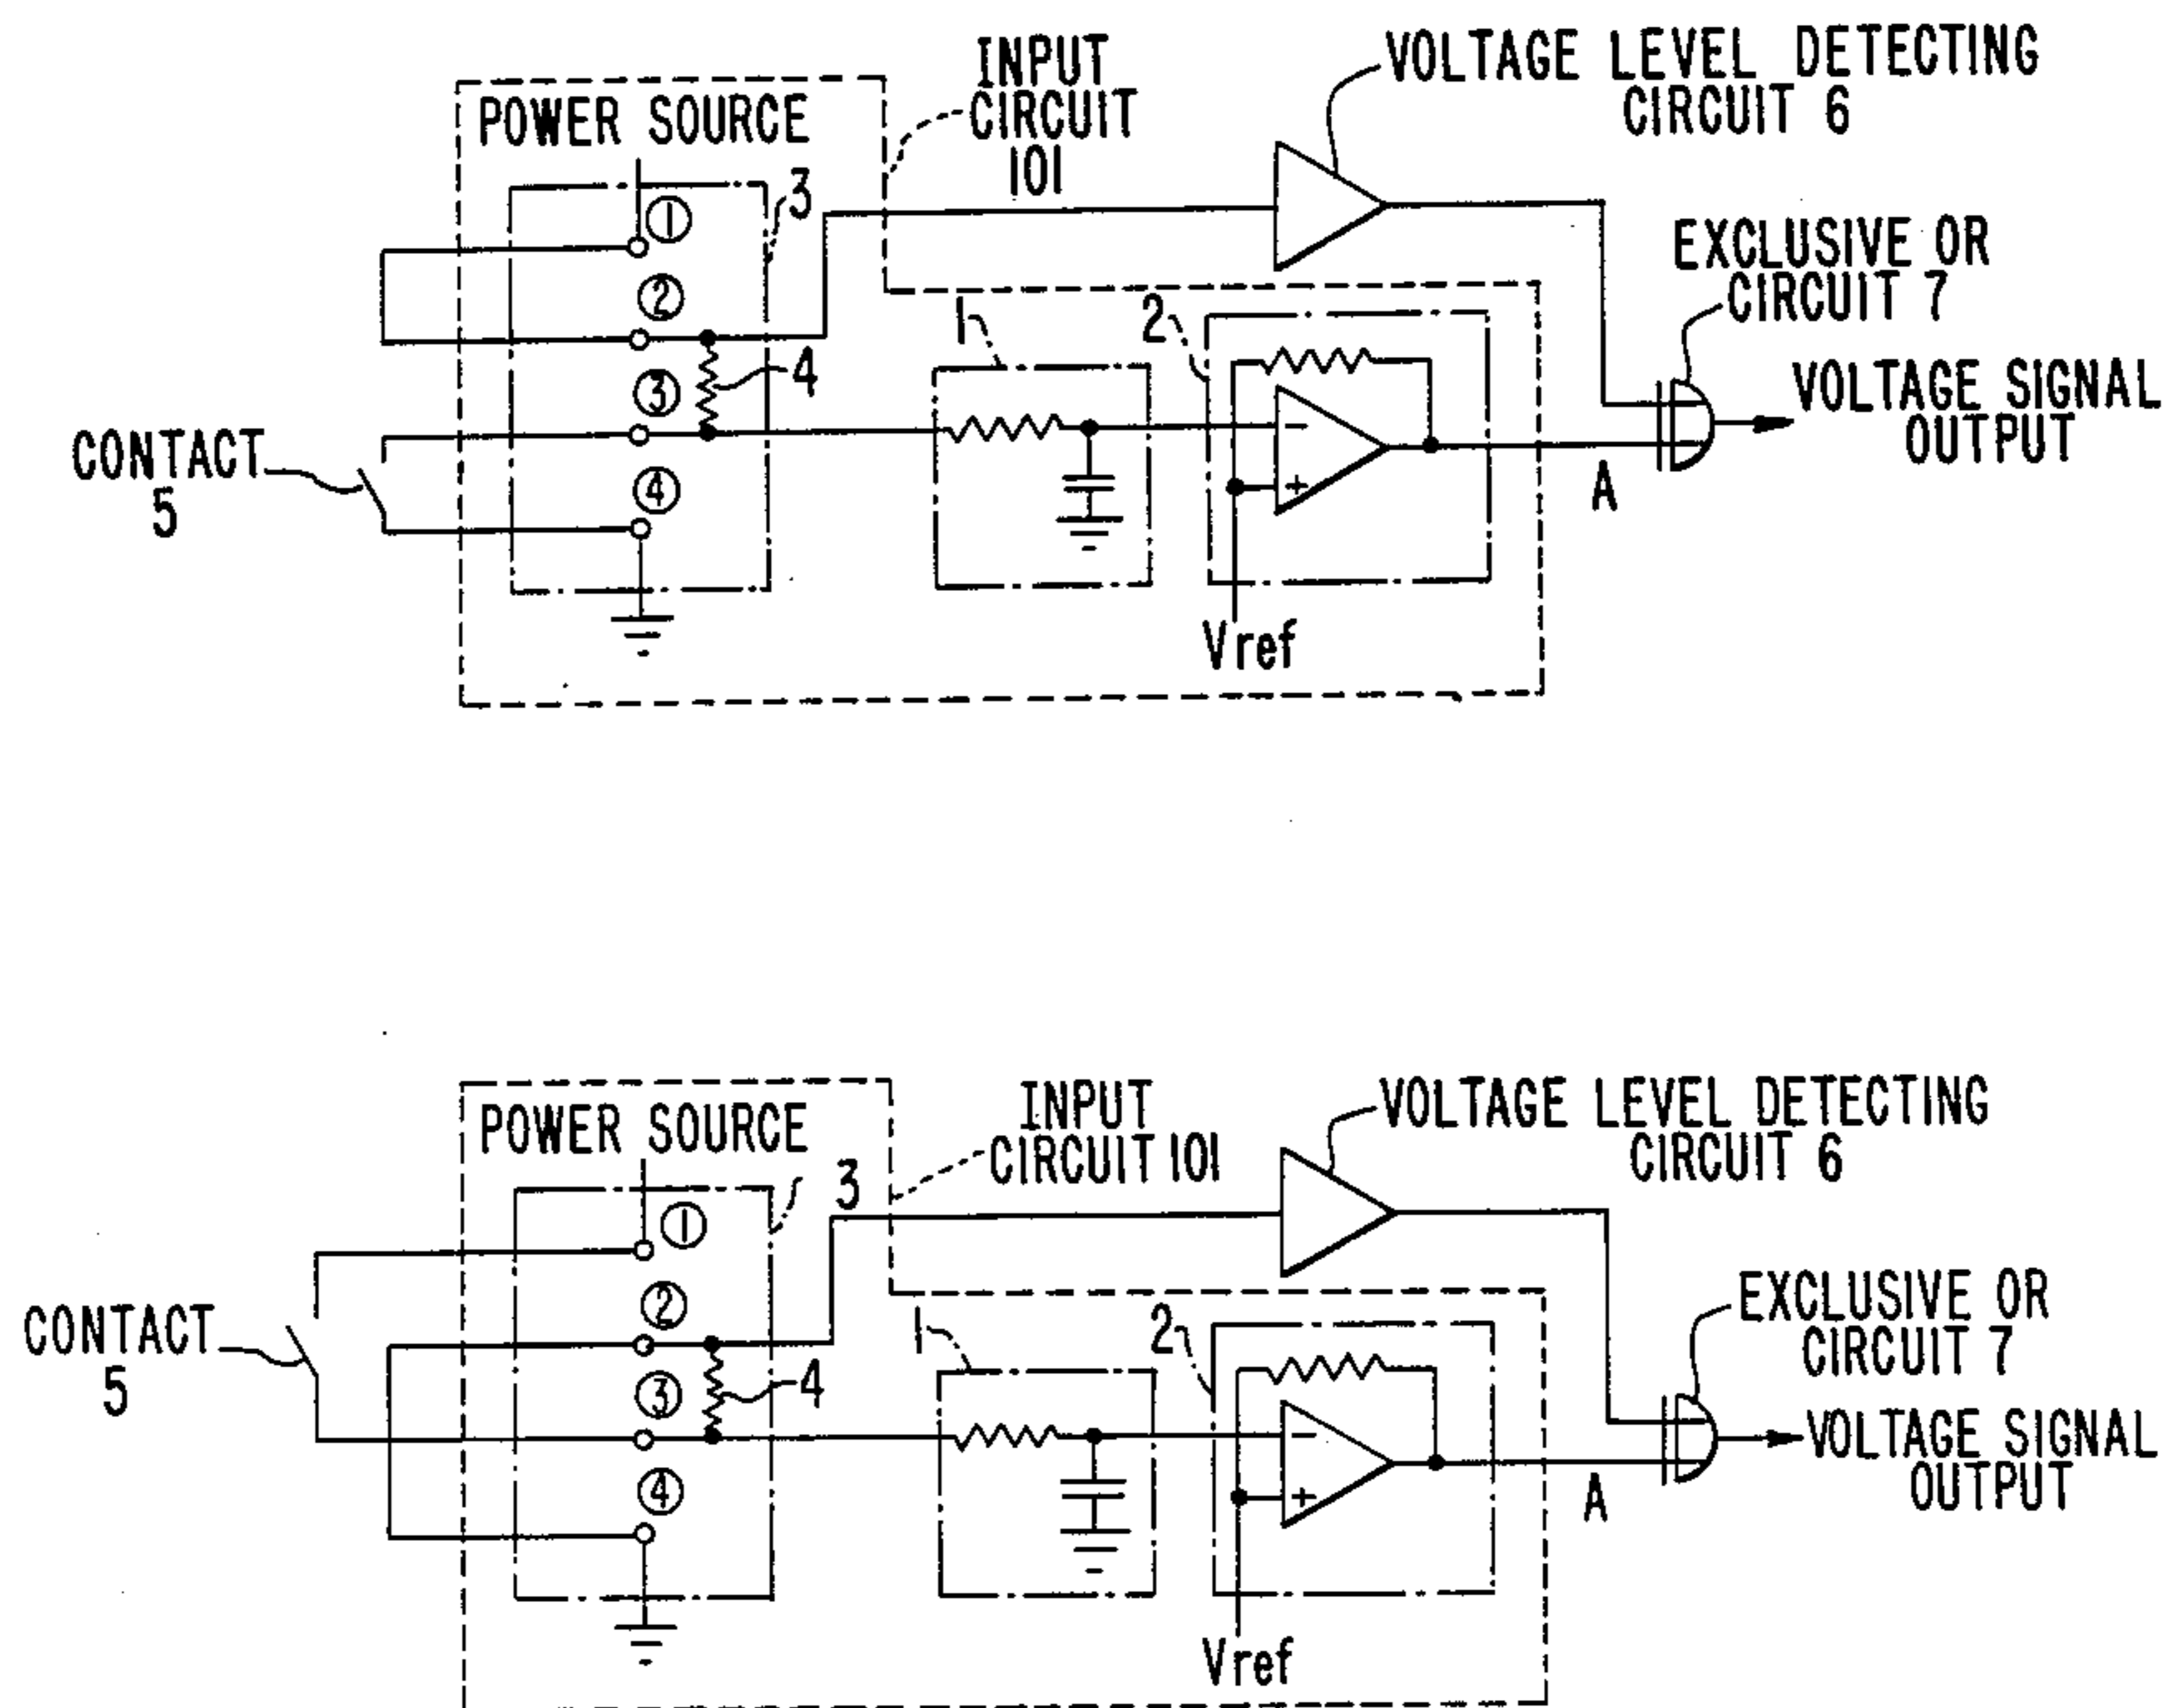 INPUT
CIRCUIT
101
VOLTAGE LEVEL DETECTING
CIRCUIT 6
POWER SOURCE
3
①
EXCLUSIVE OR
CIRCUIT 7
②
1
2
4
③
VOLTAGE SIGNAL
OUTPUT
CONTACT
5
−
④
+
A
Vref
POWER SOURCE
INPUT
CIRCUIT 101
VOLTAGE LEVEL DETECTING
CIRCUIT 6
3
①
EXCLUSIVE OR
CIRCUIT 7
②
CONTACT
5
1
2
4
③
VOLTAGE SIGNAL
OUTPUT
−
④
+
A
Vref